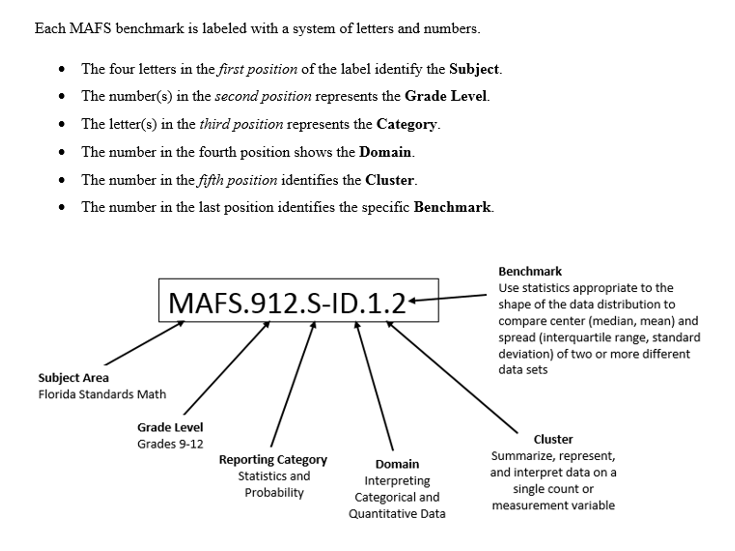 Each MAFS benchmark is labeled with a system of letters and numbers.
• The four letters in the first position of the label identify the Subject.
• The number(s) in the second position represents the Grade Level.
• The letter(s) in the third position represents the Category.
• The number in the fourth position shows the Domain.
• The number in the fifth position identifies the Cluster.
• The number in the last position identifies the specific Benchmark.
MAFS.912.S-ID.1.2
Benchmark
Use statistics appropriate to the
shape of the data distribution to
compare center (median, mean) and
spread (interquartile range, standard
deviation) of two or more different
data sets
Subject Area
Florida Standards Math
Grade Level
Grades 9-12
Reporting Category
Statistics and
Probability
Domain
Interpreting
Categorical and
Quantitative Data
Cluster
Summarize, represent,
and interpret data on a
single count or
measurement variable